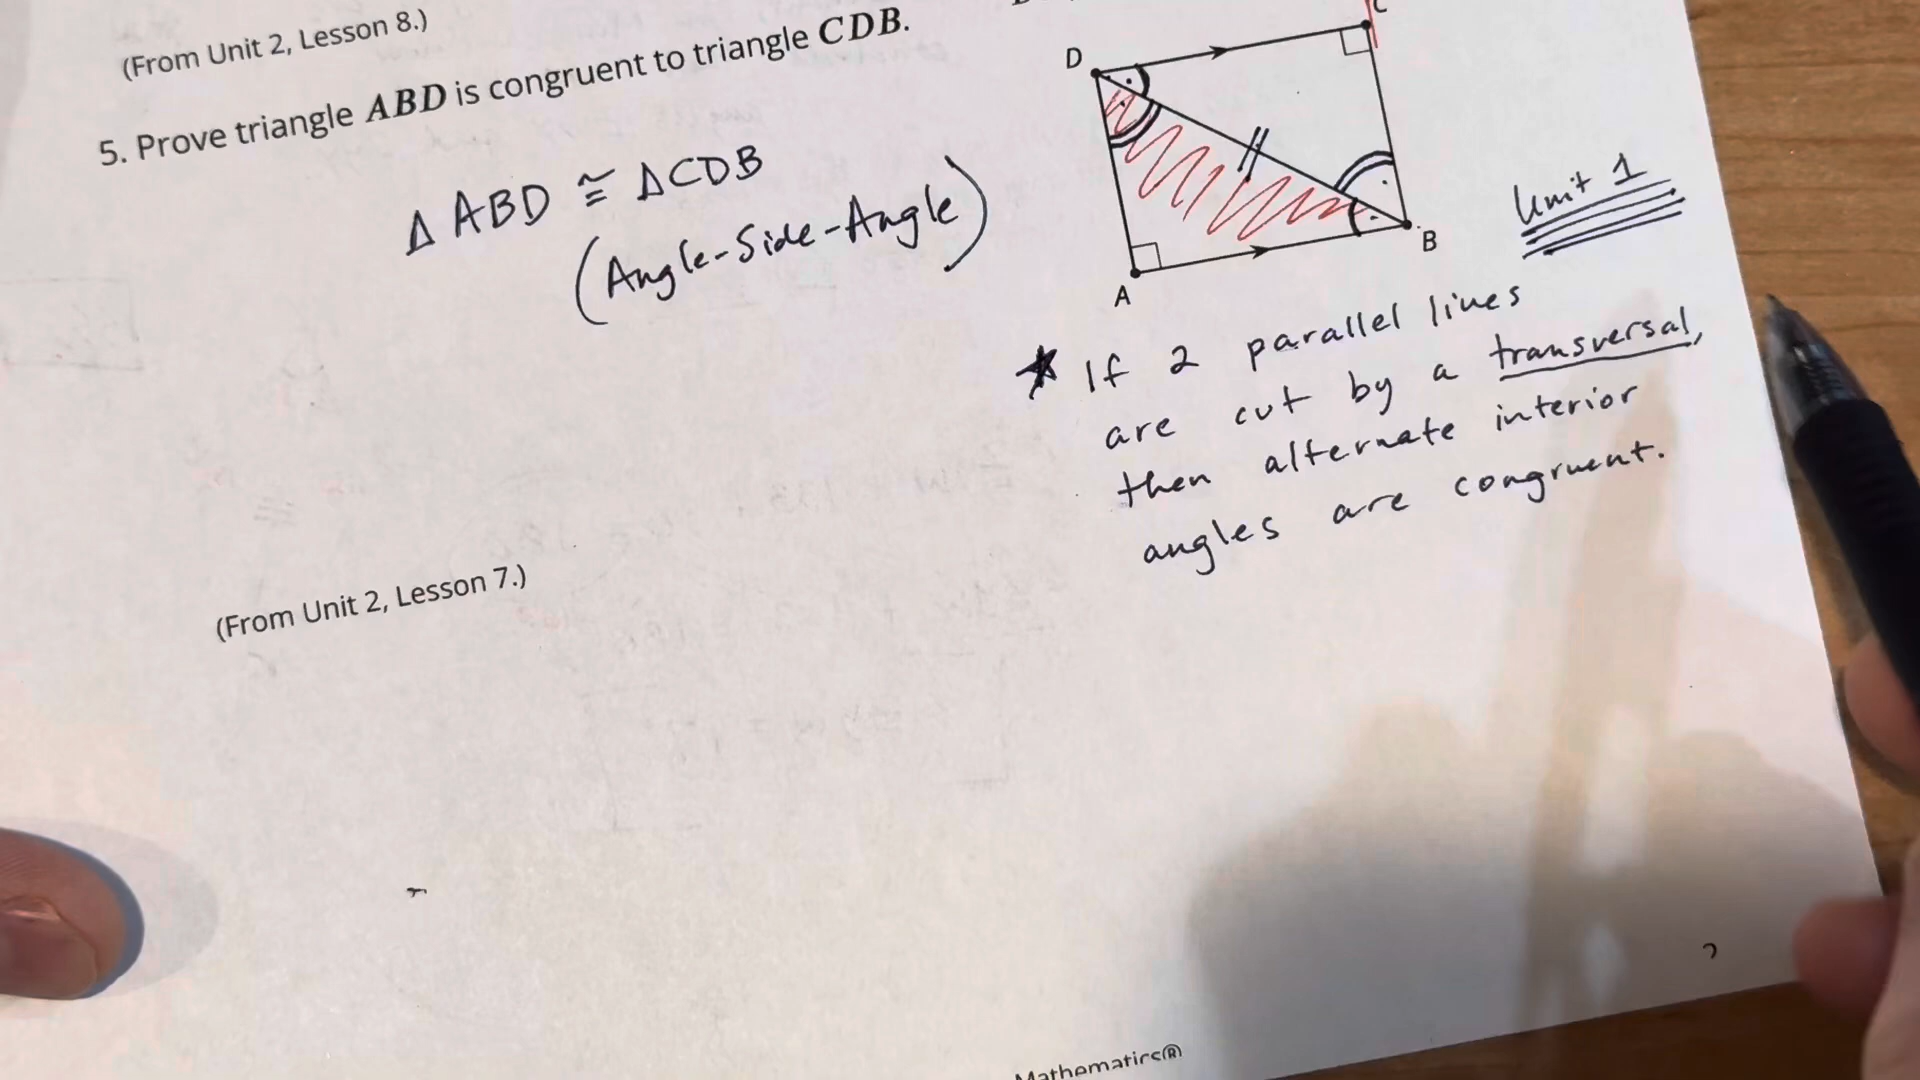 (From Unit 2, Lesson 8.)
5. Prove triangle ABD is congruent to triangle CDB.
Δ ABD ≅ ΔCDB
(Angle-Side-Angle)
D
C
A
B
Unit 1
★ If 2 parallel lines
are cut by a transversal,
then alternate interior
angles are congruent.
(From Unit 2, Lesson 7.)
Mathematics®